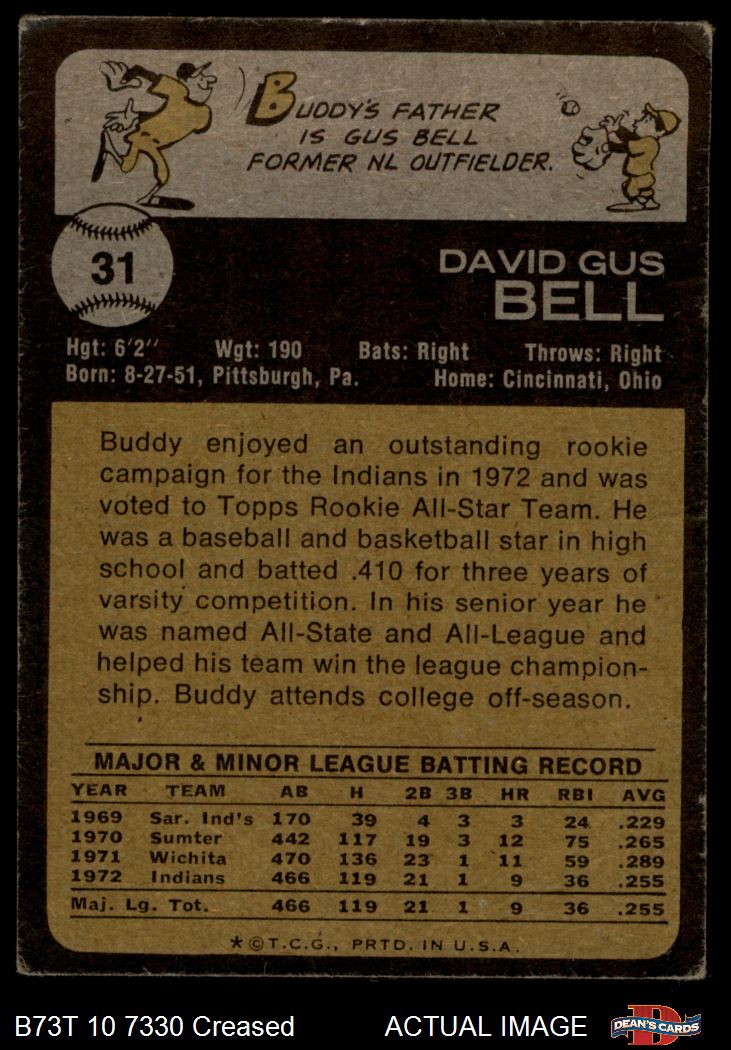 BUDDY'S FATHER
IS GUS BELL
FORMER NL OUTFIELDER.
31
DAVID GUS
BELL
Hgt: 6'2" Wgt: 190 Bats: Right Throws: Right
Born: 8-27-51, Pittsburgh, Pa. Home: Cincinnati, Ohio
Buddy enjoyed an outstanding rookie
campaign for the Indians in 1972 and was
voted to Topps Rookie All-Star Team. He
was a baseball and basketball star in high
school and batted .410 for three years of
varsity competition. In his senior year he
was named All-State and All-League and
helped his team win the league champion-
ship. Buddy attends college off-season.
MAJOR & MINOR LEAGUE BATTING RECORD
YEAR TEAM AB H 2B 3B HR RBI AVG
1969 Sar. Ind's 170 39 4 3 3 24 .229
1970 Sumter 442 117 19 3 12 75 .265
1971 Wichita 470 136 23 1 11 59 .289
1972 Indians 466 119 21 1 9 36 .255
Maj. Lg. Tot. 466 119 21 1 9 36 .255
*©T.C.G., PRTD. IN U.S.A.
B73T 10 7330 Creased ACTUAL IMAGE
D
DEAN'S CARDS